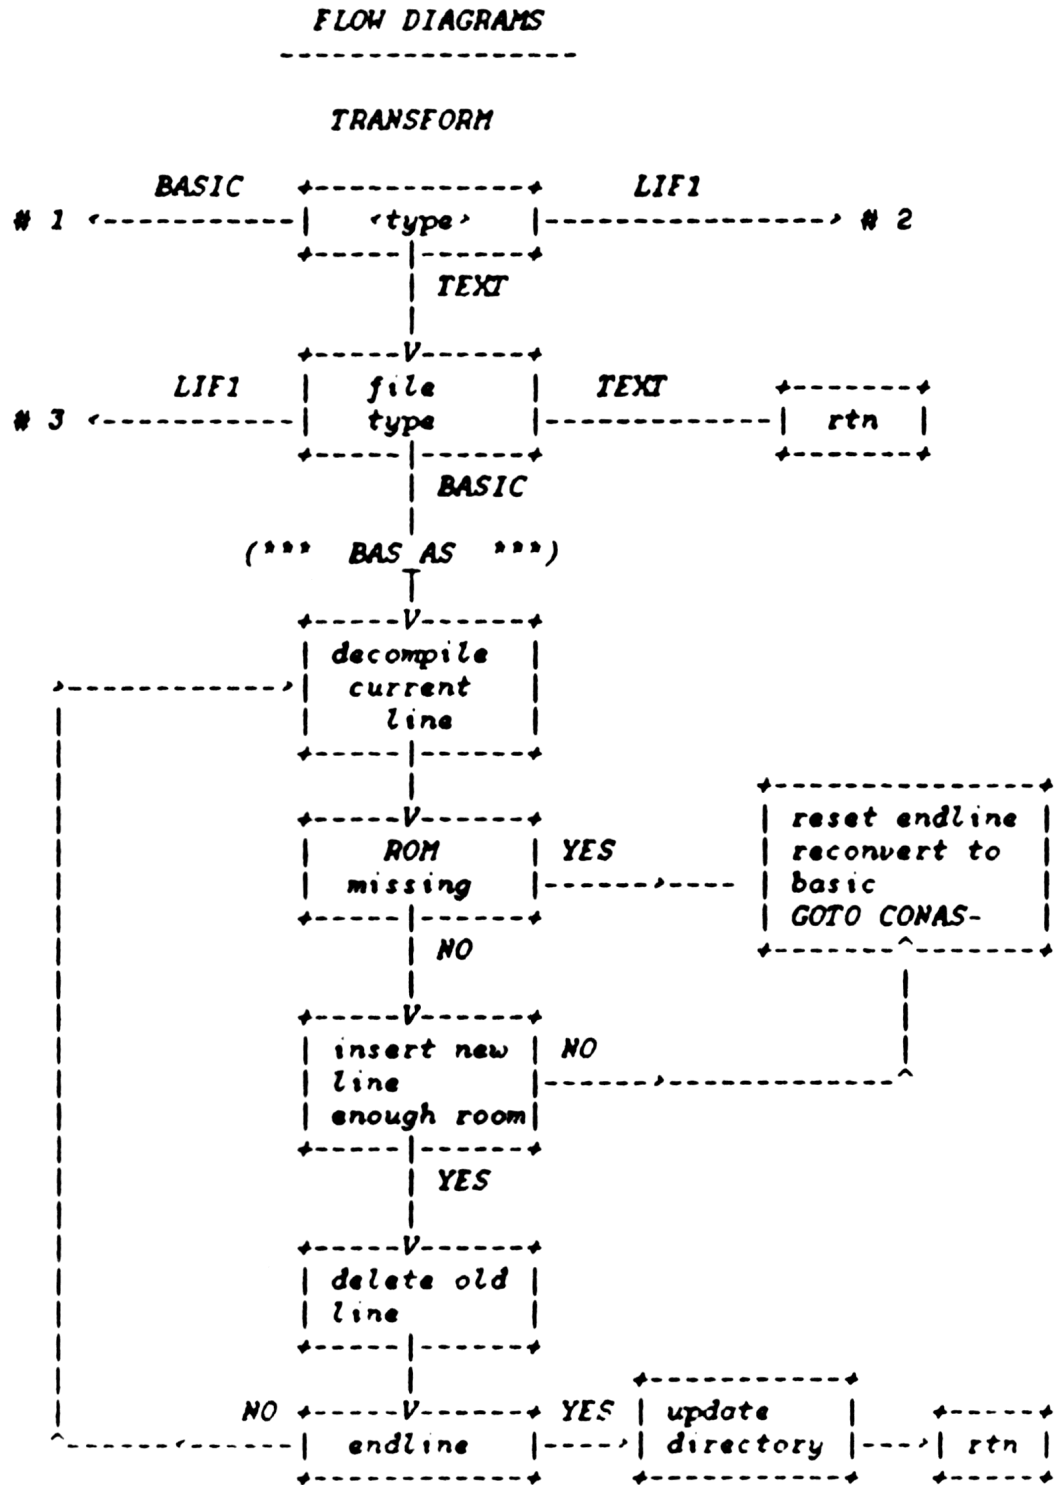 FLOW DIAGRAMS
TRANSFORM
BASIC LIF1
# 1 <type> # 2
TEXT
LIF1 file TEXT
# 3 type rtn
BASIC
(*** BAS_AS ***)
decompile
current
line
reset endline
ROM YES reconvert to
missing basic
GOTO CONAS-
NO
insert new NO
line
enough room
YES
delete old
line
NO YES update
endline directory rtn